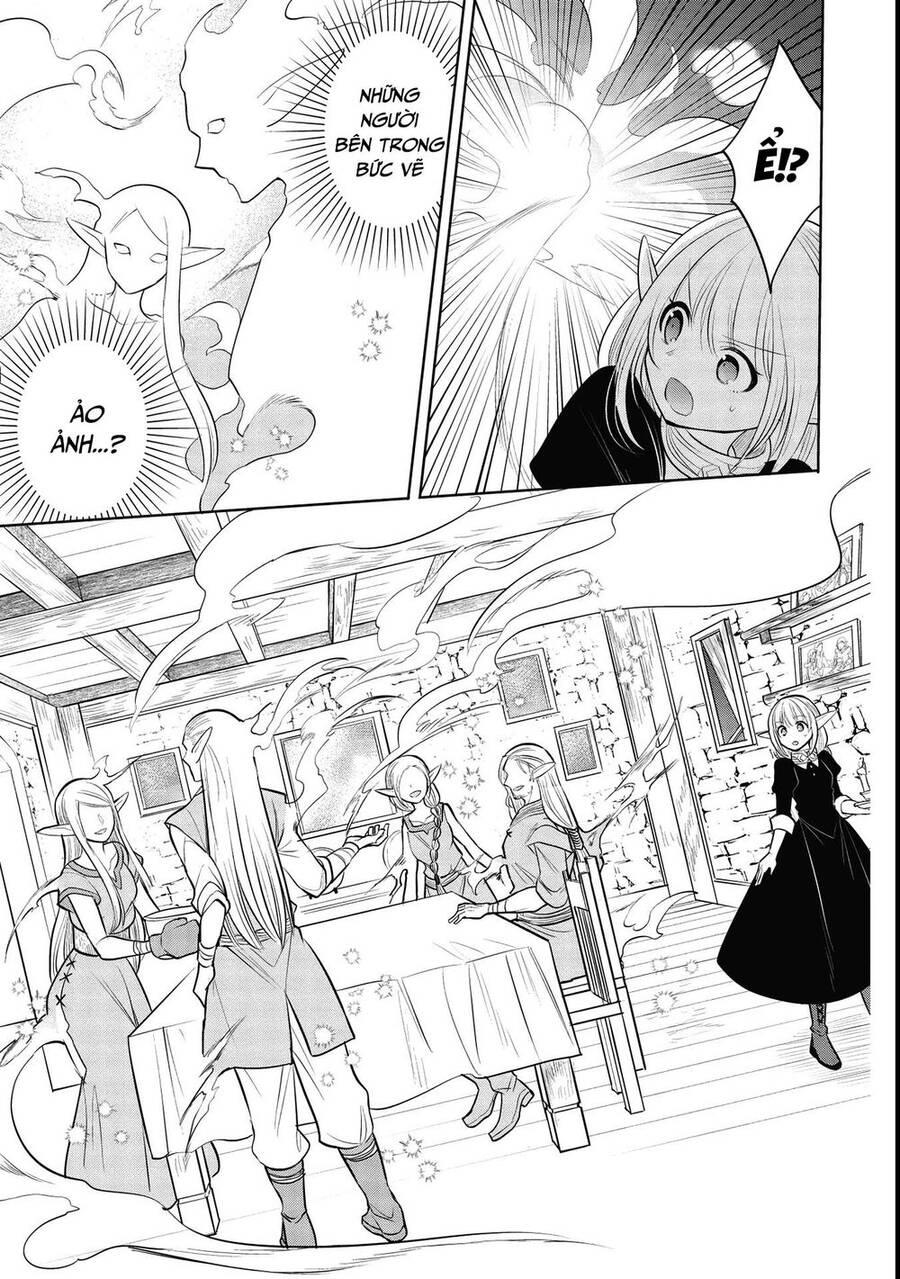 Ể!?
NHỮNG
NGƯỜI
BÊN TRONG
BỨC VẼ
ẢO
ẢNH...?